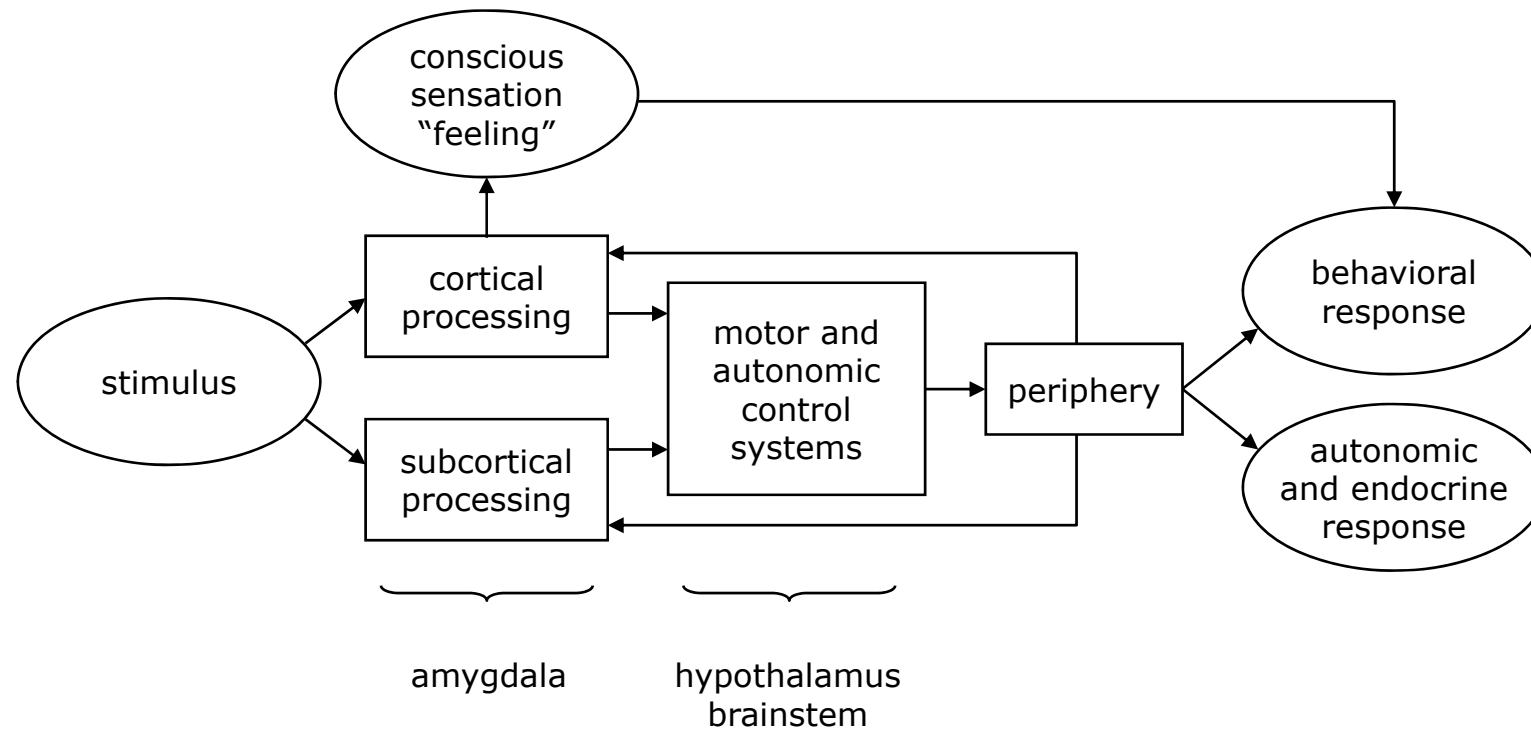 conscious
sensation
“feeling”
cortical
processing
stimulus
subcortical
processing
motor and
autonomic
control
systems
periphery
behavioral
response
autonomic
and endocrine
response
amygdala
hypothalamus
brainstem